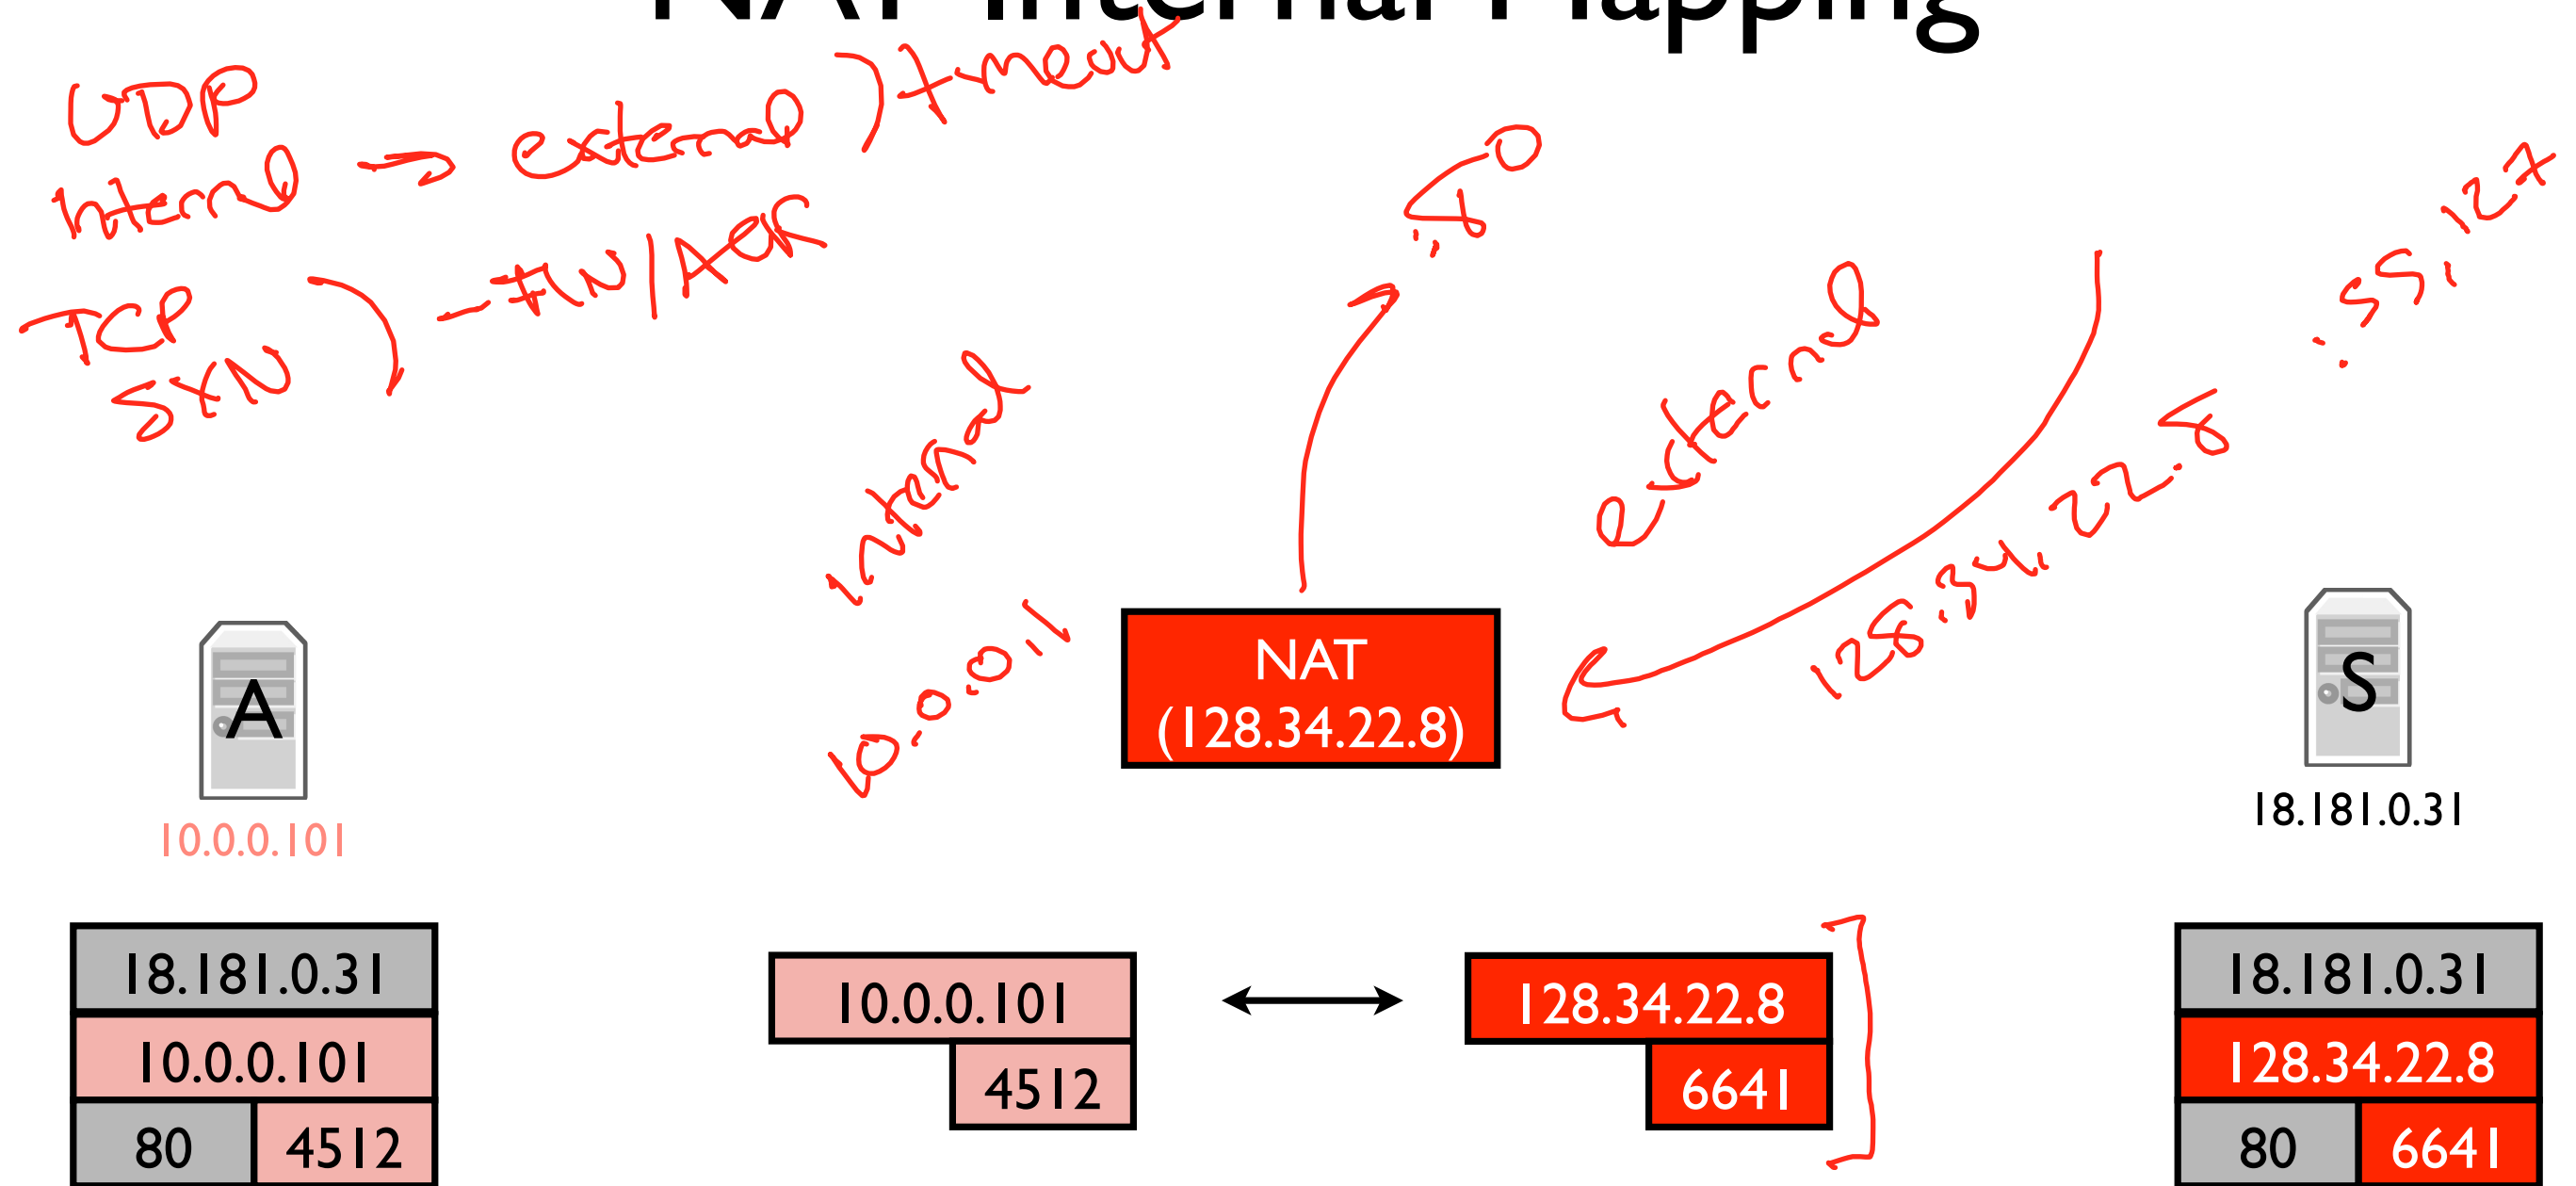 NAT Internal Mapping
UDP
Internal → external ) timeout
TCP ) - FIN/ACK
SYN
internal
10.0.0.1
:80
external
128.34.22.8
NAT
(128.34.22.8)
A
10.0.0.101
S
18.181.0.31
18.181.0.31
10.0.0.101
80 4512
10.0.0.101 ↔ 128.34.22.8
4512 6641
18.181.0.31
128.34.22.8
80 6641